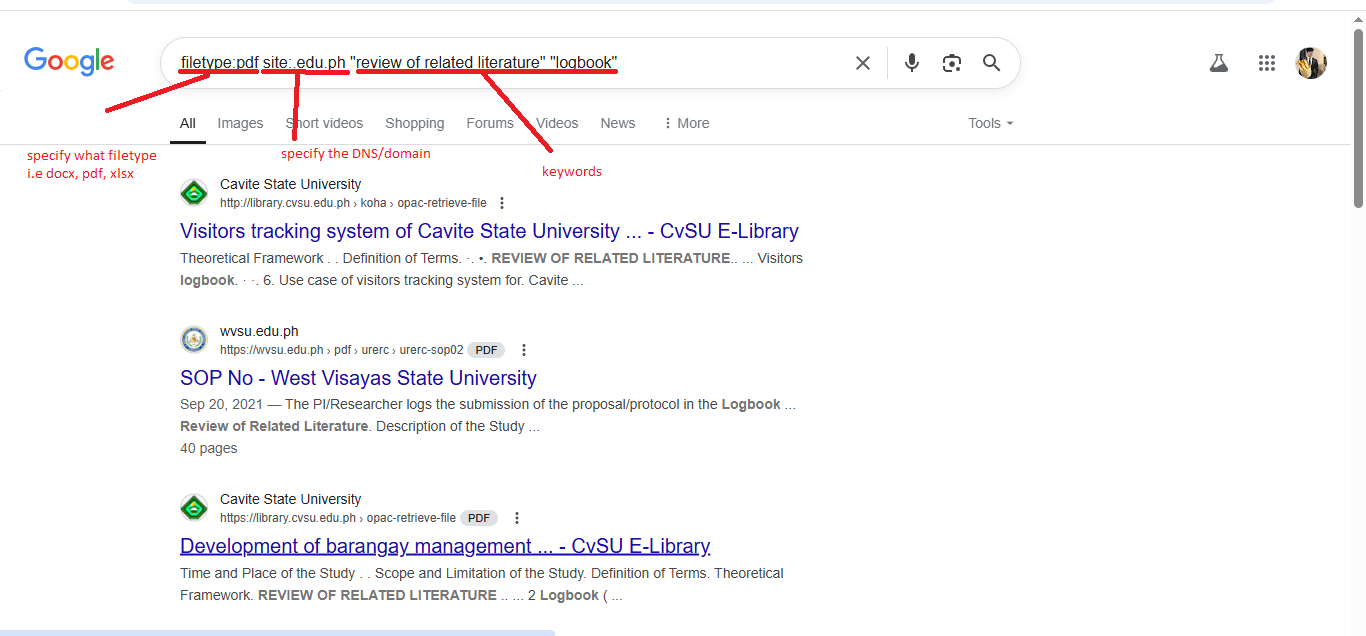 Google
filetype:pdf site:.edu.ph "review of related literature" "logbook"
All Images Short videos Shopping Forums Videos News More Tools
specify what filetype
i.e docx, pdf, xlsx
specify the DNS/domain
keywords
Cavite State University
http://library.cvsu.edu.ph › koha › opac-retrieve-file
Visitors tracking system of Cavite State University ... - CvSU E-Library
Theoretical Framework . . Definition of Terms. ·. •. REVIEW OF RELATED LITERATURE.. ... Visitors
logbook. · ·. 6. Use case of visitors tracking system for. Cavite ...
wvsu.edu.ph
https://wvsu.edu.ph › pdf › urerc › urerc-sop02 PDF
SOP No - West Visayas State University
Sep 20, 2021 — The PI/Researcher logs the submission of the proposal/protocol in the Logbook ...
Review of Related Literature. Description of the Study ...
40 pages
Cavite State University
https://library.cvsu.edu.ph › opac-retrieve-file PDF
Development of barangay management ... - CvSU E-Library
Time and Place of the Study . . Scope and Limitation of the Study. Definition of Terms. Theoretical
Framework. REVIEW OF RELATED LITERATURE .. ... 2 Logbook ( ...